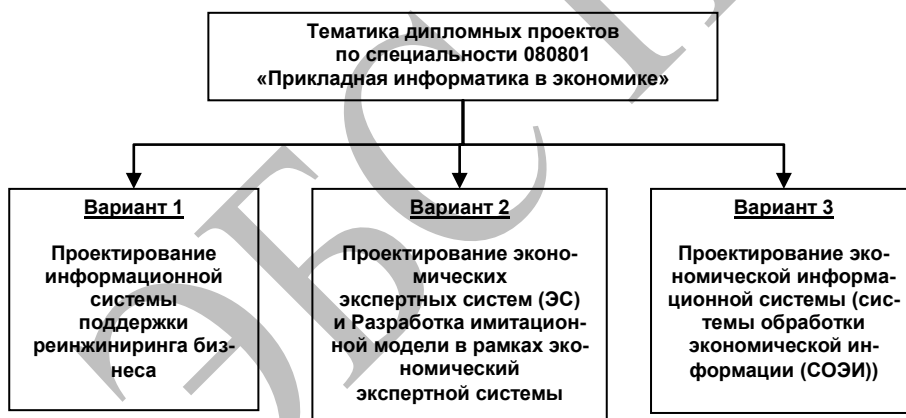 Тематика дипломных проектов
по специальности 080801
«Прикладная информатика в экономике»
Вариант 1
Проектирование
информационной
системы
поддержки
реинжиниринга биз-
неса
Вариант 2
Проектирование эконо-
мических
экспертных систем (ЭС)
и Разработка имитацион-
ной модели в рамках эко-
номический
экспертной системы
Вариант 3
Проектирование эко-
номической информа-
ционной системы (сис-
темы обработки
экономической ин-
формации (СОЭИ))
ЭБС